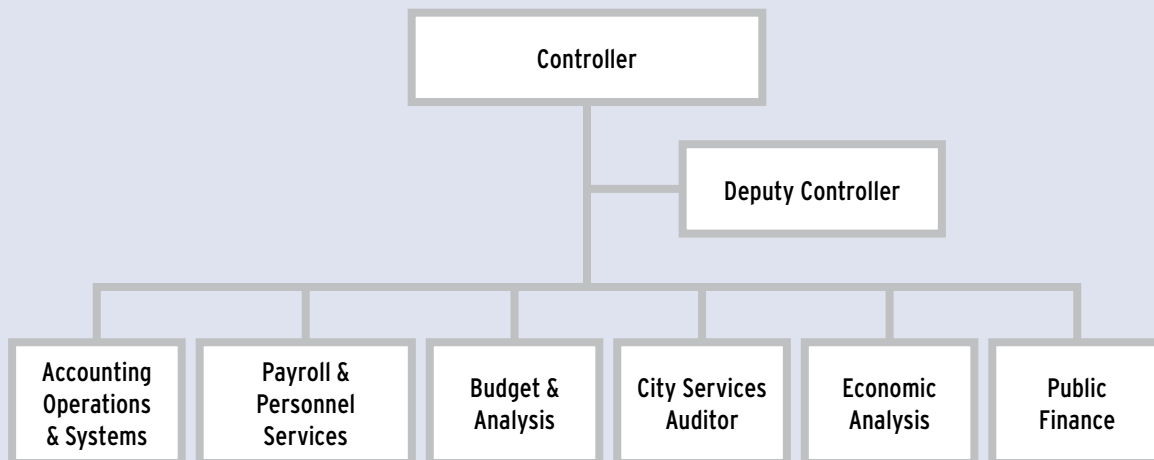 Controller
Deputy Controller
Accounting
Operations
& Systems
Payroll &
Personnel
Services
Budget &
Analysis
City Services
Auditor
Economic
Analysis
Public
Finance